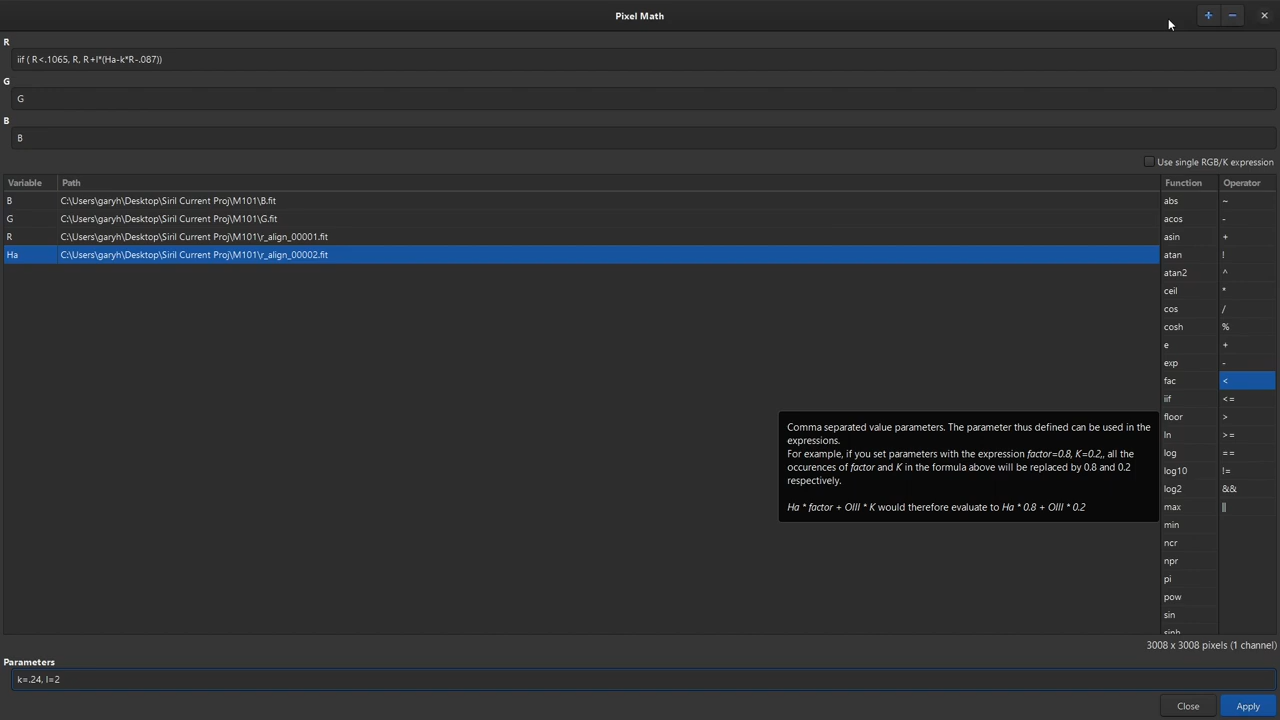 Pixel Math
+ − ×
R
iif ( R<.1065, R, R+l*(Ha-k*R-.087))
G
G
B
B
Use single RGB/K expression
Variable Path Function Operator
B C:\Users\garyh\Desktop\Siril Current Proj\M101\B.fit abs ~
G C:\Users\garyh\Desktop\Siril Current Proj\M101\G.fit acos -
R C:\Users\garyh\Desktop\Siril Current Proj\M101\r_align_00001.fit asin +
Ha C:\Users\garyh\Desktop\Siril Current Proj\M101\r_align_00002.fit atan !
atan2 ^
ceil *
cos /
cosh %
e +
exp -
fac <
iif <=
floor >
ln >=
log ==
log10 !=
log2 &&
max ||
min
ncr
npr
pi
pow
sin
sinh
Comma separated value parameters. The parameter thus defined can be used in the
expressions.
For example, if you set parameters with the expression factor=0.8, K=0.2,, all the
occurences of factor and K in the formula above will be replaced by 0.8 and 0.2
respectively.
Ha * factor + OIII * K would therefore evaluate to Ha * 0.8 + OIII * 0.2
3008 x 3008 pixels (1 channel)
Parameters
k=.24, l=2
Close Apply